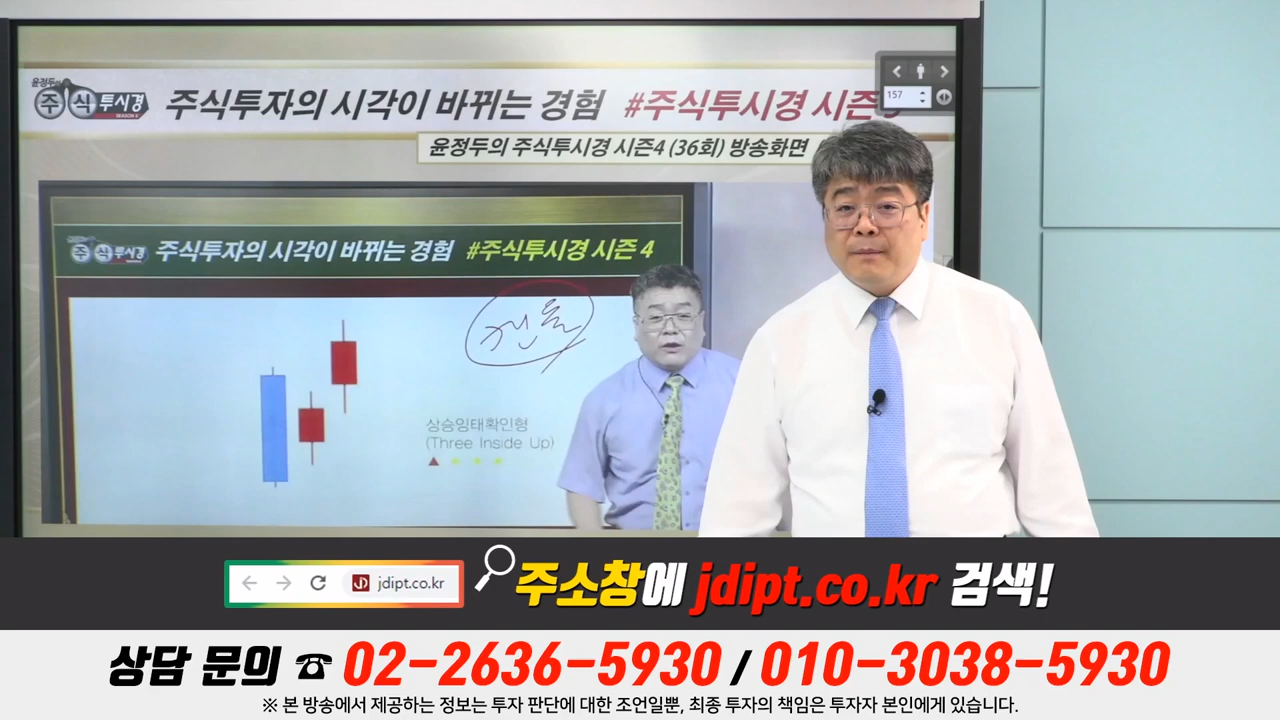 윤정두의
주식투시경
SEASON 5
주식투자의 시각이 바뀌는 경험 #주식투시경 시즌 5
157
윤정두의 주식투시경 시즌4 (36회) 방송화면
주식투시경
주식투자의 시각이 바뀌는 경험 #주식투시경 시즌 4
상승잉태확인형
(Three Inside Up)
JD jdipt.co.kr
주소창에 jdipt.co.kr 검색!
상담 문의 ☎ 02-2636-5930 / 010-3038-5930
※ 본 방송에서 제공하는 정보는 투자 판단에 대한 조언일뿐, 최종 투자의 책임은 투자자 본인에게 있습니다.